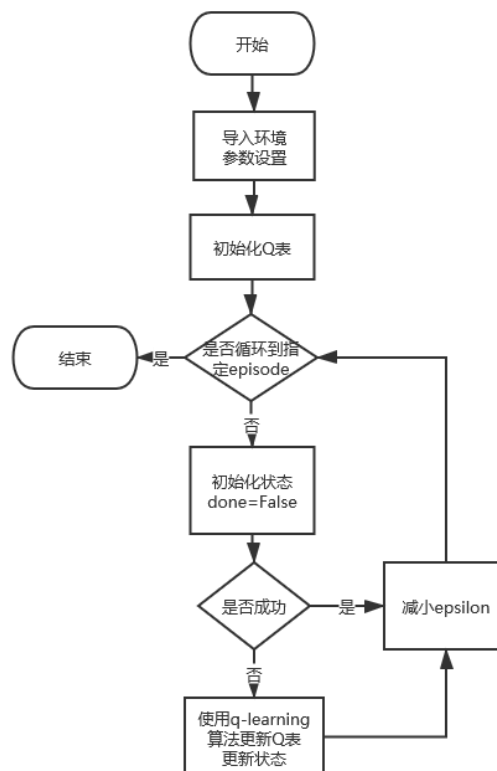 开始
导入环境
参数设置
初始化Q表
是否循环到指
定episode
是
结束
否
初始化状态
done=False
是否成功
是
减小epsilon
否
使用q-learning
算法更新Q表
更新状态